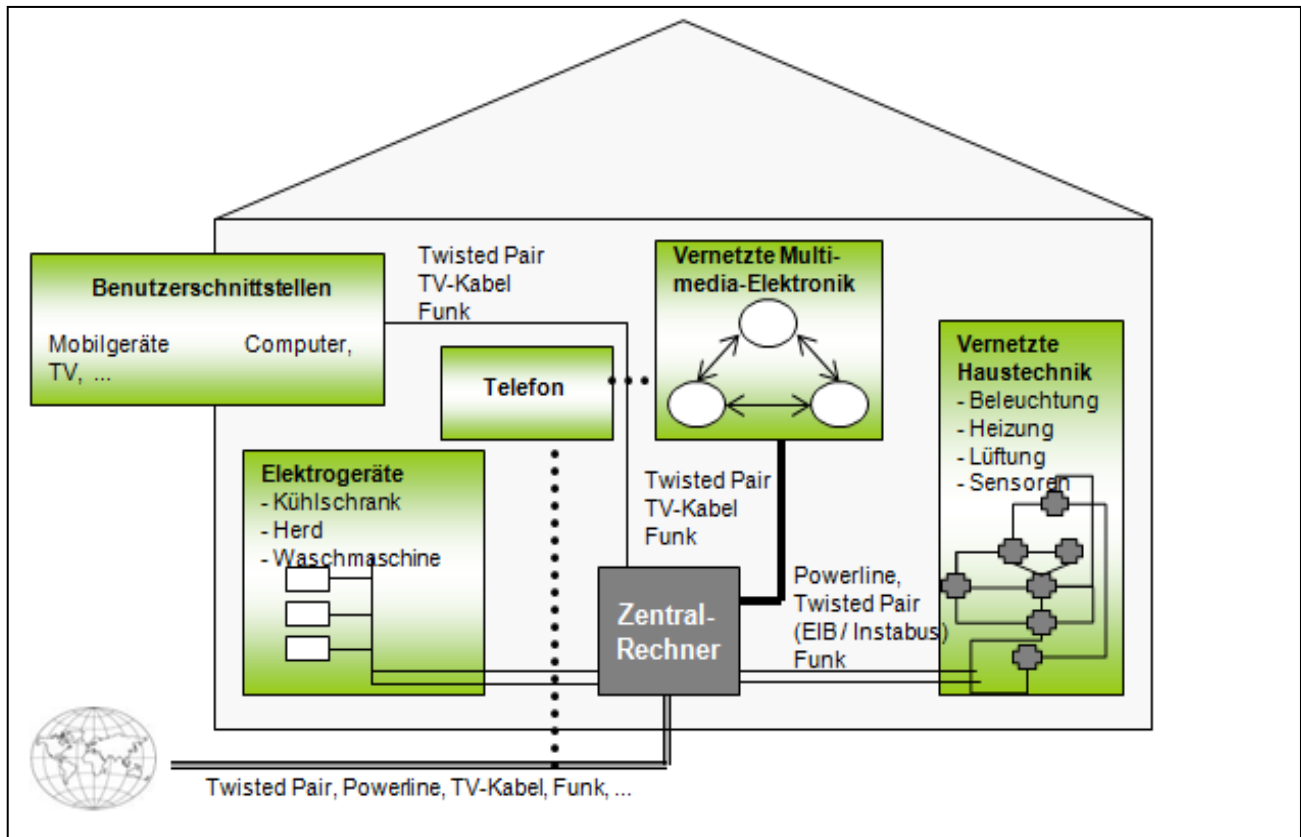 Benutzerschnittstellen
Mobilgeräte Computer,
TV, ...
Twisted Pair
TV-Kabel
Funk
Vernetzte Multi-
media-Elektronik
Telefon
Vernetzte
Haustechnik
- Beleuchtung
- Heizung
- Lüftung
- Sensoren
Elektrogeräte
- Kühlschrank
- Herd
- Waschmaschine
Twisted Pair
TV-Kabel
Funk
Zentral-
Rechner
Powerline,
Twisted Pair
(EIB / Instabus)
Funk
Twisted Pair, Powerline, TV-Kabel, Funk, ...